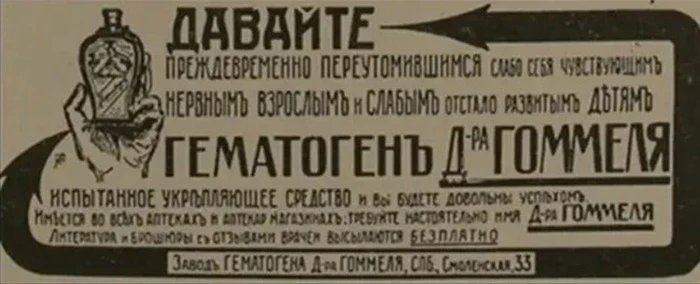 ДАВАЙТЕ
ПРЕЖДЕВРЕМЕННО ПЕРЕУТОМИВШИМСЯ СЛАБО СЕБЯ ЧУВСТВУЮЩИМЪ
НЕРВНЫМЪ ВЗРОСЛЫМЪ И СЛАБЫМЪ ОТСТАЛО РАЗВИТЫМЪ ДѢТЯМЪ
ГЕМАТОГЕНЪ Д-РА ГОММЕЛЯ
ИСПЫТАННОЕ УКРѢПЛЯЮЩЕЕ СРЕДСТВО И ВЫ БУДЕТЕ ДОВОЛЬНЫ УСПѢХОМЪ.
ИМѢЕТСЯ ВО ВСѢХЪ АПТЕКАХЪ И АПТЕКАР МАГАЗИНАХЪ: ТРЕБУЙТЕ НАСТОЯТЕЛЬНО ИМЯ Д-РА ГОММЕЛЯ
ЛИТЕРАТУРА И БРОШЮРЫ СЪ ОТЗЫВАМИ ВРАЧЕЙ ВЫСЫЛАЮТСЯ БЕЗПЛАТНО
ЗАВОДЪ ГЕМАТОГЕНА Д-РА ГОММЕЛЯ, СПБ, СМОЛЕНСКАЯ, 33